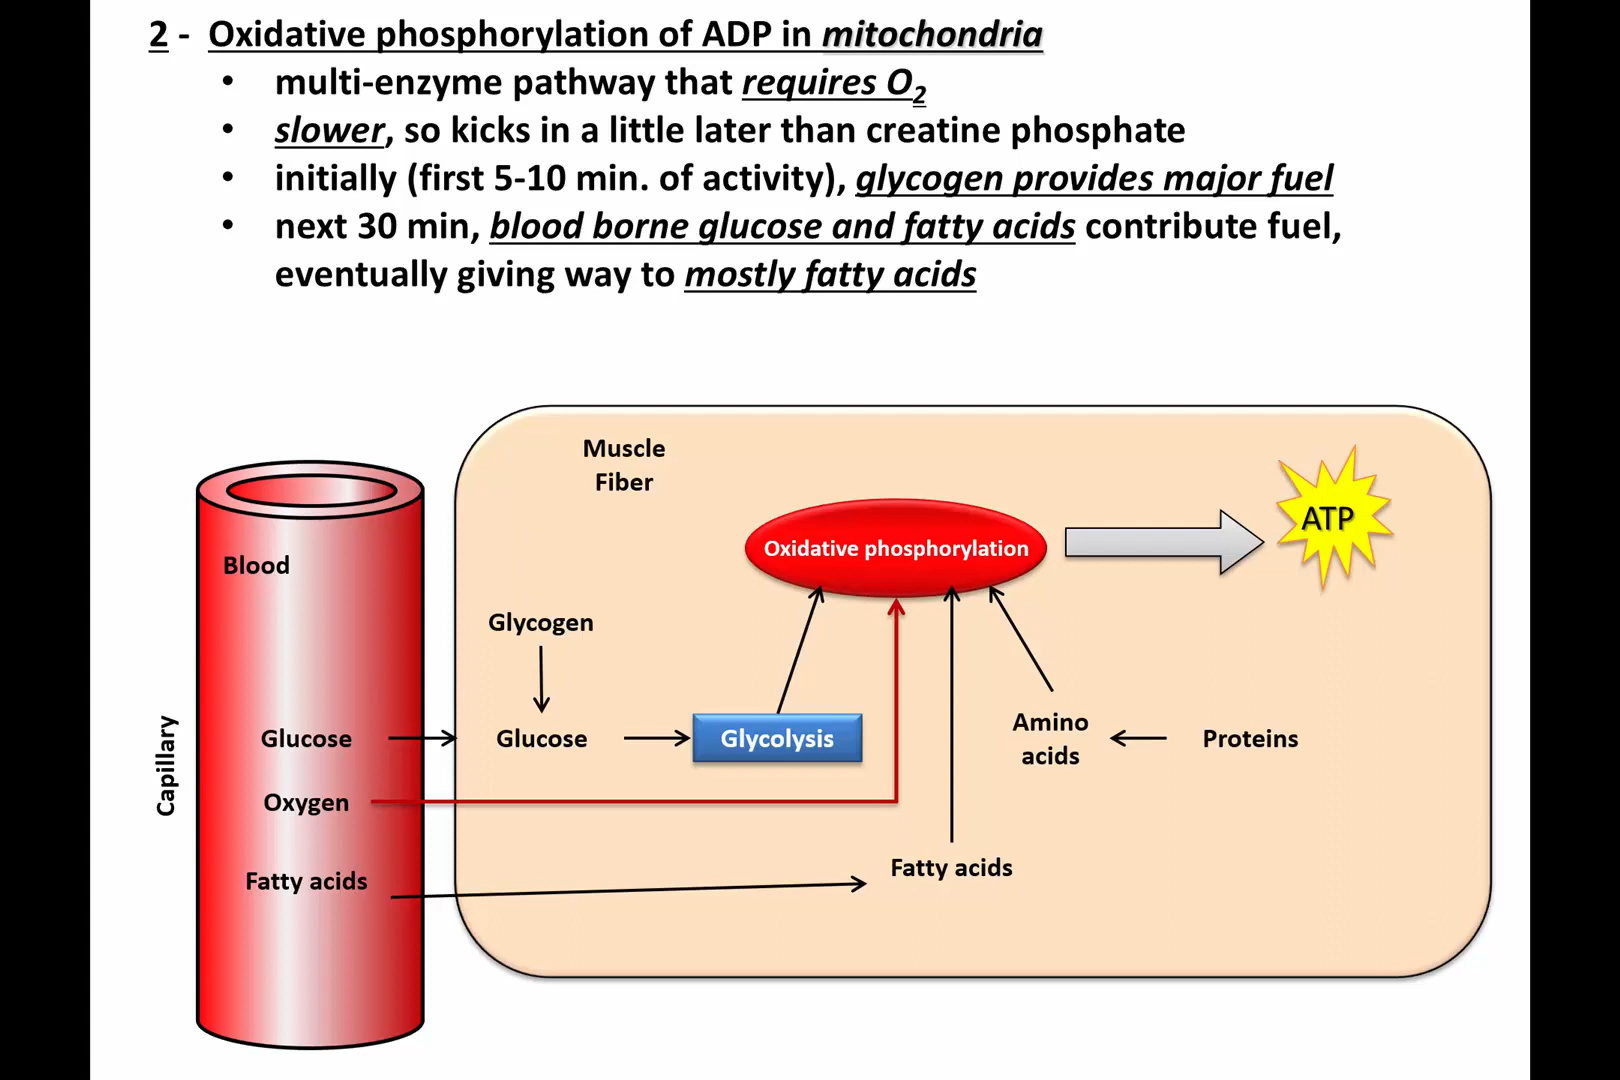 2 - Oxidative phosphorylation of ADP in mitochondria
• multi-enzyme pathway that requires O2
• slower, so kicks in a little later than creatine phosphate
• initially (first 5-10 min. of activity), glycogen provides major fuel
• next 30 min, blood borne glucose and fatty acids contribute fuel,
eventually giving way to mostly fatty acids
Muscle
Fiber
ATP
Oxidative phosphorylation
Blood
Glycogen
Capillary
Glucose
Glucose
Glycolysis
Amino
acids
Proteins
Oxygen
Fatty acids
Fatty acids